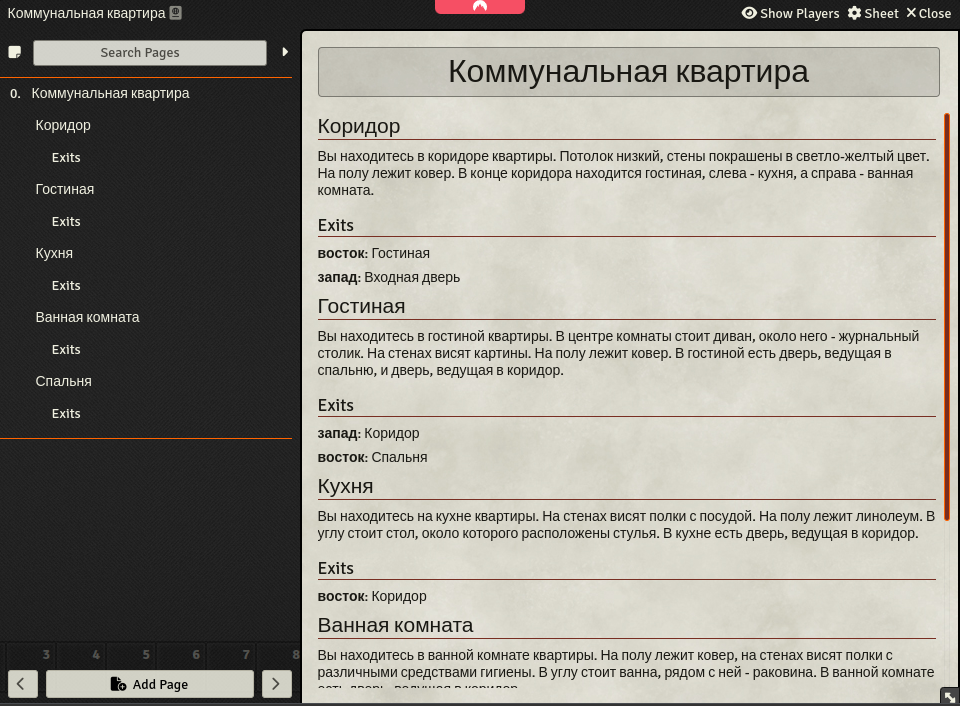 Коммунальная квартира
Show Players
Sheet
Close
Search Pages
0. Коммунальная квартира
Коридор
Exits
Гостиная
Exits
Кухня
Exits
Ванная комната
Exits
Спальня
Exits
3 4 5 6 7 8
Add Page
Коммунальная квартира
Коридор
Вы находитесь в коридоре квартиры. Потолок низкий, стены покрашены в светло-желтый цвет.
На полу лежит ковер. В конце коридора находится гостиная, слева - кухня, а справа - ванная
комната.
Exits
восток: Гостиная
запад: Входная дверь
Гостиная
Вы находитесь в гостиной квартиры. В центре комнаты стоит диван, около него - журнальный
столик. На стенах висят картины. На полу лежит ковер. В гостиной есть дверь, ведущая в
спальню, и дверь, ведущая в коридор.
Exits
запад: Коридор
восток: Спальня
Кухня
Вы находитесь на кухне квартиры. На стенах висят полки с посудой. На полу лежит линолеум. В
углу стоит стол, около которого расположены стулья. В кухне есть дверь, ведущая в коридор.
Exits
восток: Коридор
Ванная комната
Вы находитесь в ванной комнате квартиры. На полу лежит ковер, на стенах висят полки с
различными средствами гигиены. В углу стоит ванна, рядом с ней - раковина. В ванной комнате
есть дверь, ведущая в коридор.